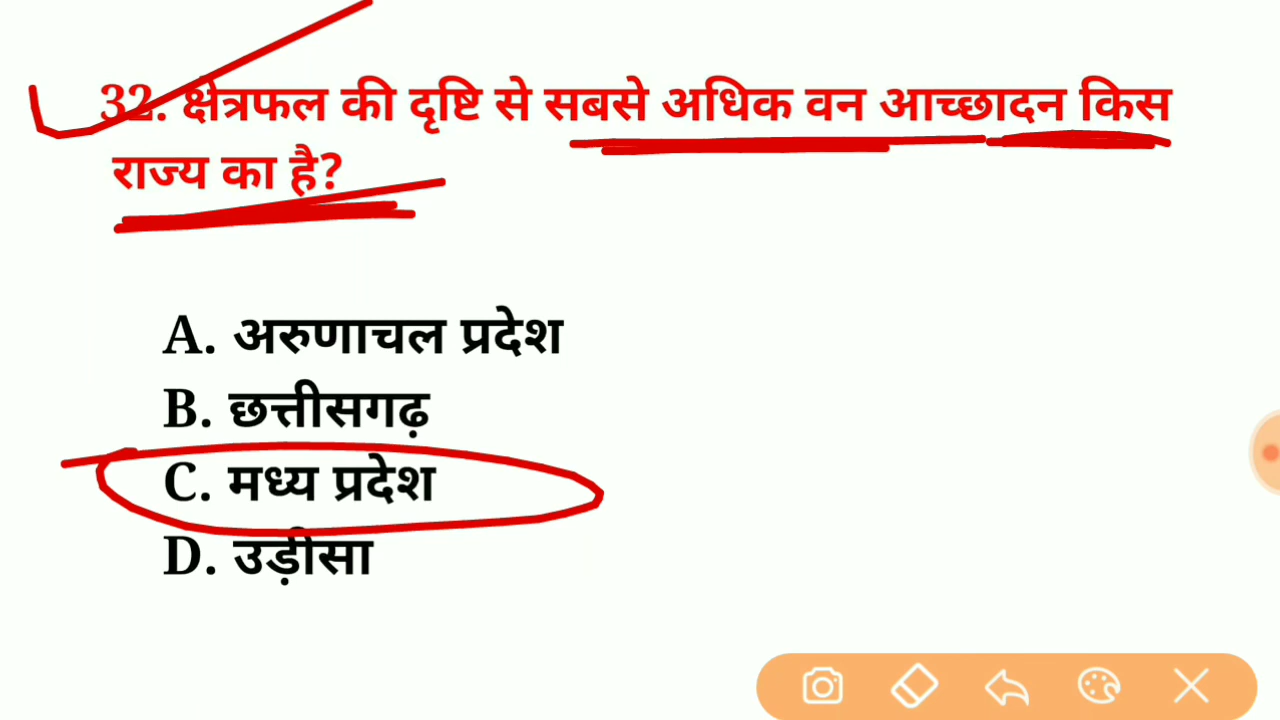 32. क्षेत्रफल की दृष्टि से सबसे अधिक वन आच्छादन किस
राज्य का है?
A. अरुणाचल प्रदेश
B. छत्तीसगढ़
C. मध्य प्रदेश
D. उड़ीसा